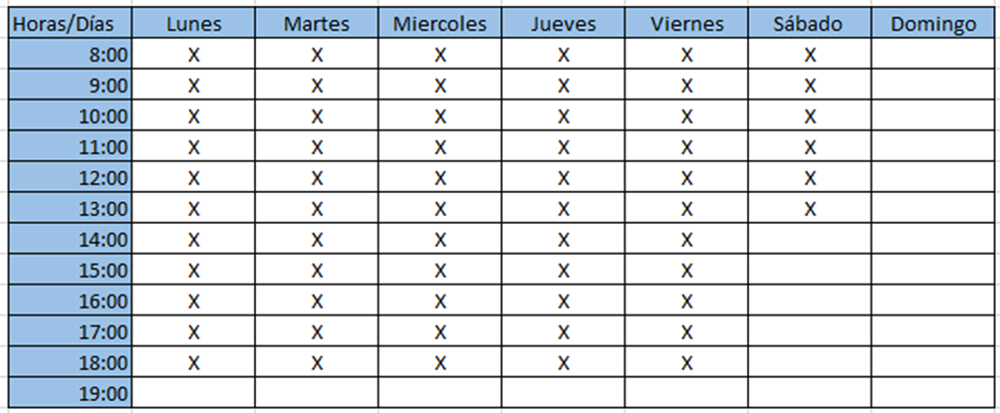 Horas/Días Lunes Martes Miercoles Jueves Viernes Sábado Domingo
8:00 X X X X X X
9:00 X X X X X X
10:00 X X X X X X
11:00 X X X X X X
12:00 X X X X X X
13:00 X X X X X X
14:00 X X X X X
15:00 X X X X X
16:00 X X X X X
17:00 X X X X X
18:00 X X X X X
19:00